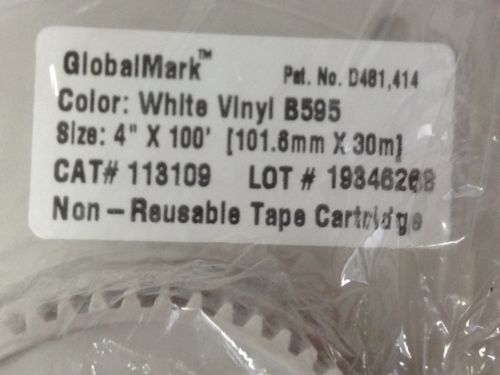 GlobalMark™ Pat. No. D481,414
Color: White Vinyl B595
Size: 4" X 100' [101.6mm X 30m]
CAT# 113109 LOT # 19346268
Non-Reusable Tape Cartridge